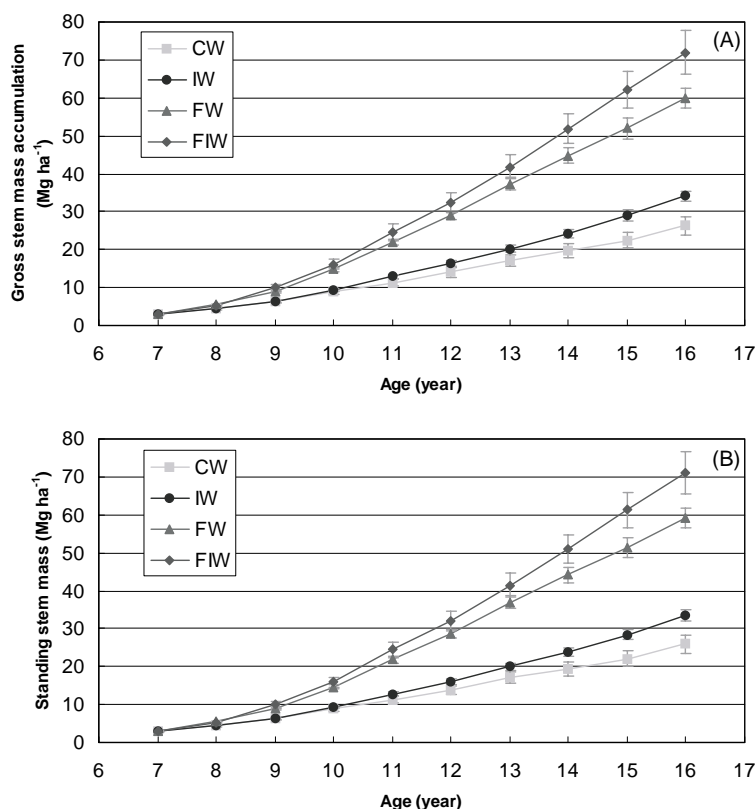 (A)
CW
IW
FW
FIW
Gross stem mass accumulation
(Mg ha⁻¹)
80
70
60
50
40
30
20
10
0
6 7 8 9 10 11 12 13 14 15 16 17
Age (year)
(B)
CW
IW
FW
FIW
Standing stem mass (Mg ha⁻¹)
80
70
60
50
40
30
20
10
0
6 7 8 9 10 11 12 13 14 15 16 17
Age (year)